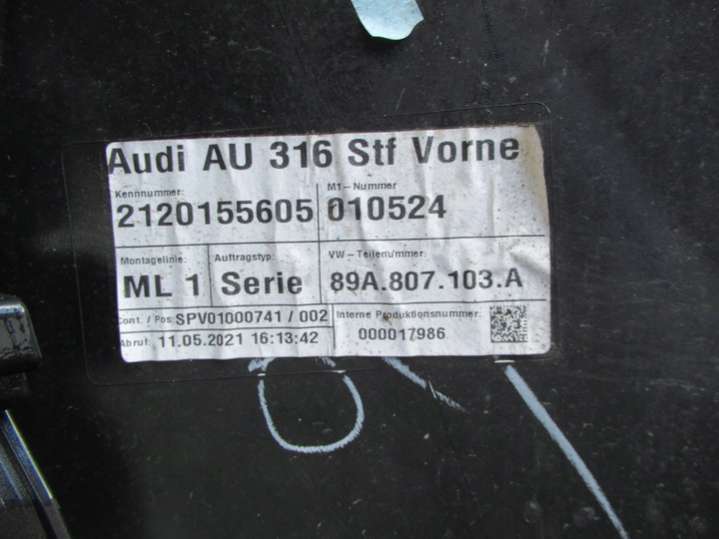 Audi AU 316 Stf Vorne
Kennnummer: M1-Nummer
2120155605 010524
Montagelinie: Auftragstyp: VW-Teilenummer:
ML 1 Serie 89A.807.103.A
Cont. / Pos SPV01000741 / 002 Interne Produktionsnummer:
Abruf: 11.05.2021 16:13:42 000017986